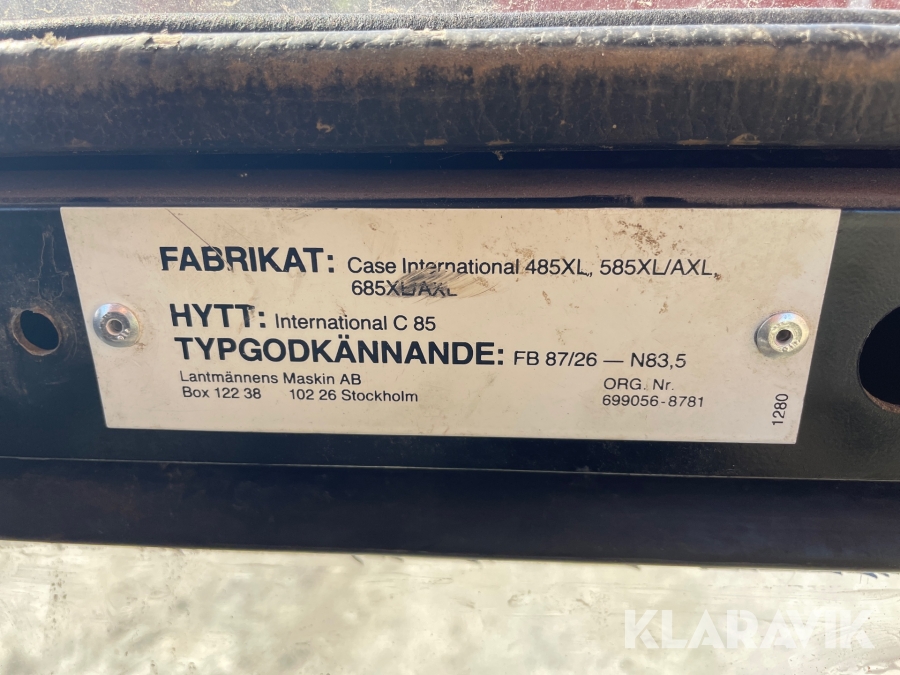 FABRIKAT: Case International 485XL, 585XL/AXL,
685XL/AXL
HYTT: International C 85
TYPGODKÄNNANDE: FB 87/26 — N83,5
Lantmännens Maskin AB
Box 122 38 102 26 Stockholm
ORG. Nr.
699056-8781
1280
KLARAVIK